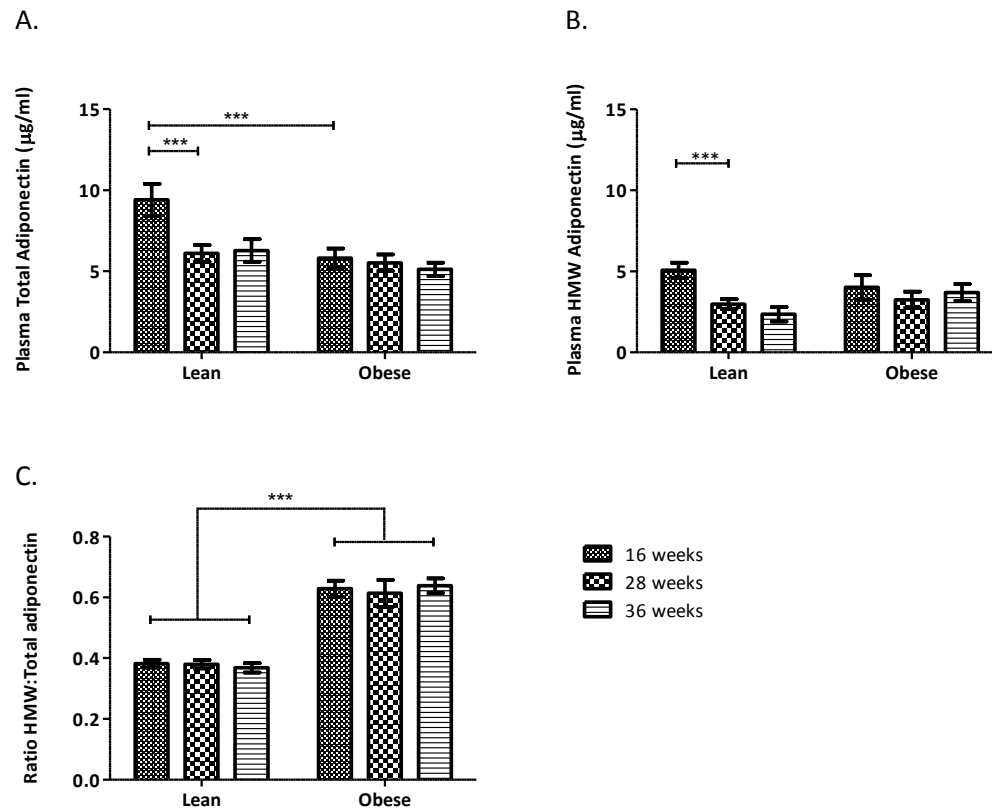 A.
Plasma Total Adiponectin (µg/ml)
15
10
5
0
***
***
Lean
Obese
B.
Plasma HMW Adiponectin (µg/ml)
15
10
5
0
***
Lean
Obese
C.
Ratio HMW:Total adiponectin
0.8
0.6
0.4
0.2
0.0
***
Lean
Obese
16 weeks
28 weeks
36 weeks